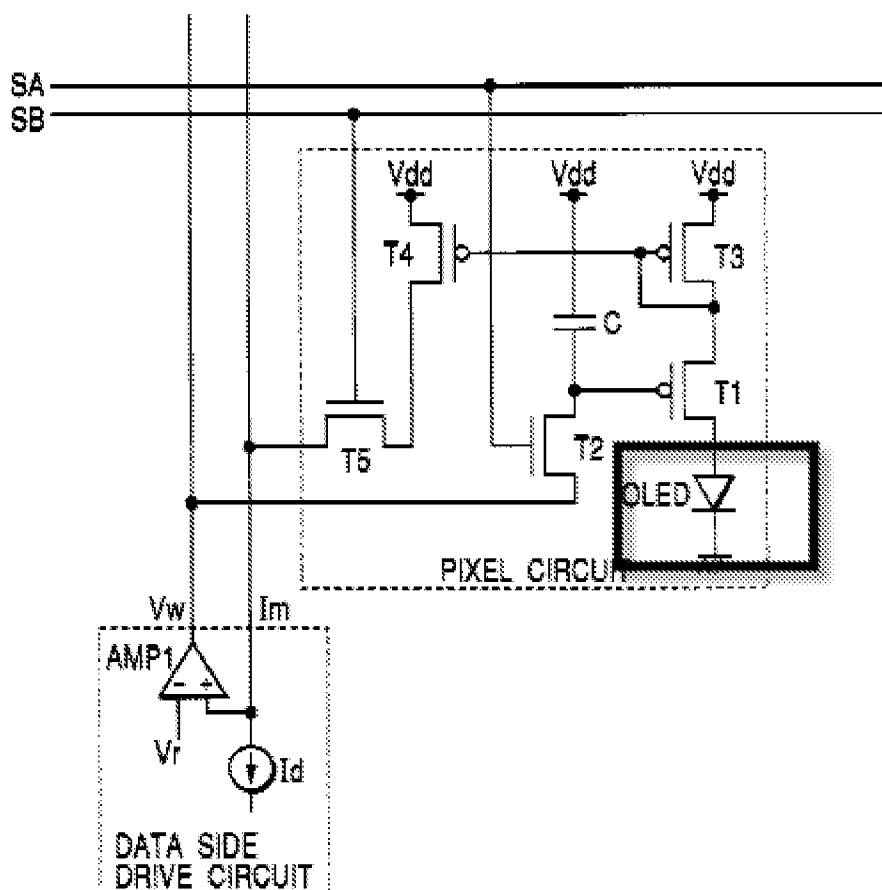 SA
SB
Vdd Vdd Vdd
T4 T3
C
T1
T5 T2
OLED
PIXEL CIRCUIT
Vw Im
AMP1
- +
Vr Id
DATA SIDE
DRIVE CIRCUIT